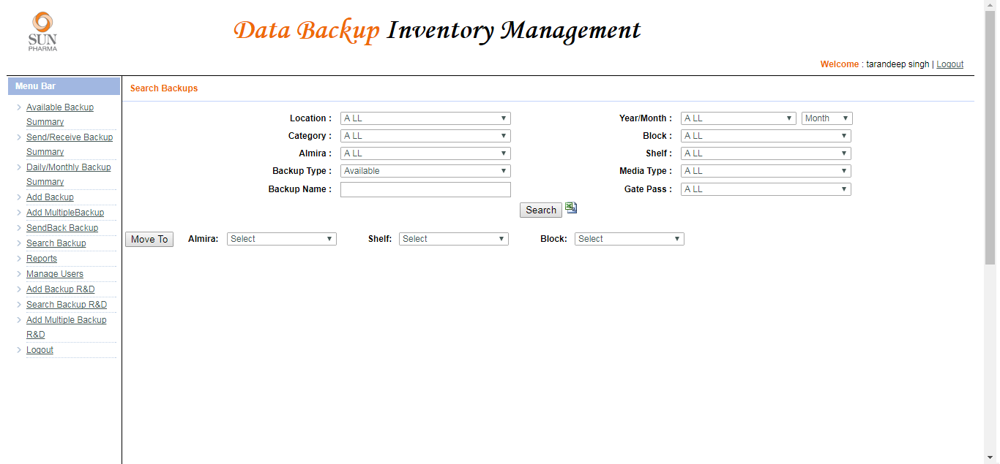 SUN
PHARMA
Data Backup Inventory Management
Welcome : tarandeep singh | Logout
Menu Bar
Available Backup
Summary
Send/Receive Backup
Summary
Daily/Monthly Backup
Summary
Add Backup
Add MultipleBackup
SendBack Backup
Search Backup
Reports
Manage Users
Add Backup R&D
Search Backup R&D
Add Multiple Backup
R&D
Logout
Search Backups
Location : A LL Year/Month : A LL Month
Category : A LL Block : A LL
Almira : A LL Shelf : A LL
Backup Type : Available Media Type : A LL
Backup Name : Gate Pass : A LL
Search
Move To Almira: Select Shelf: Select Block: Select